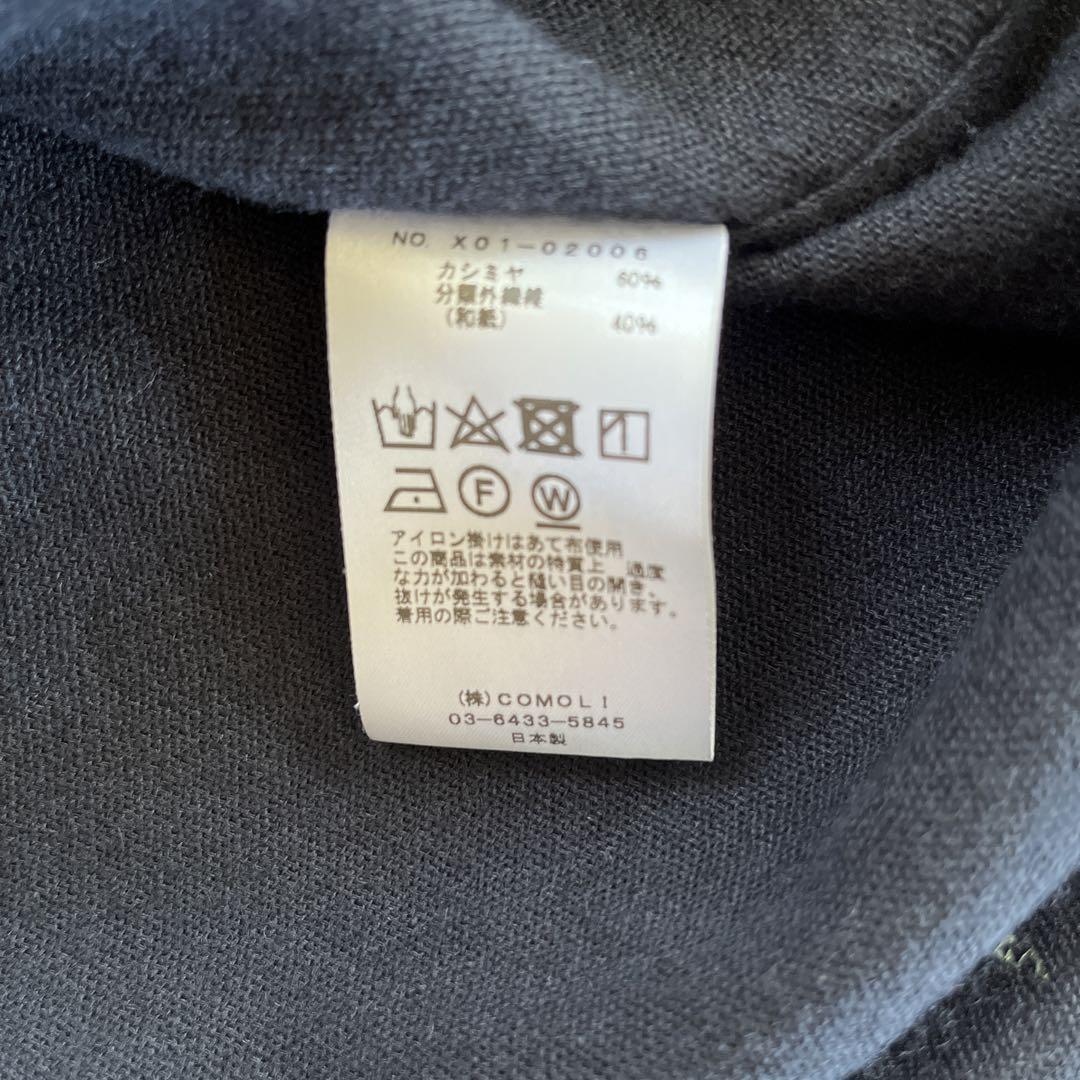 NO. X01-02006
カシミヤ 60%
分類外繊維
(和紙) 40%
F W
アイロン掛けはあて布使用
この商品は素材の特質上 過度
な力が加わると縫い目の開き、
抜けが発生する場合があります。
着用の際ご注意ください。
(株)COMOLI
03-6433-5845
日本製